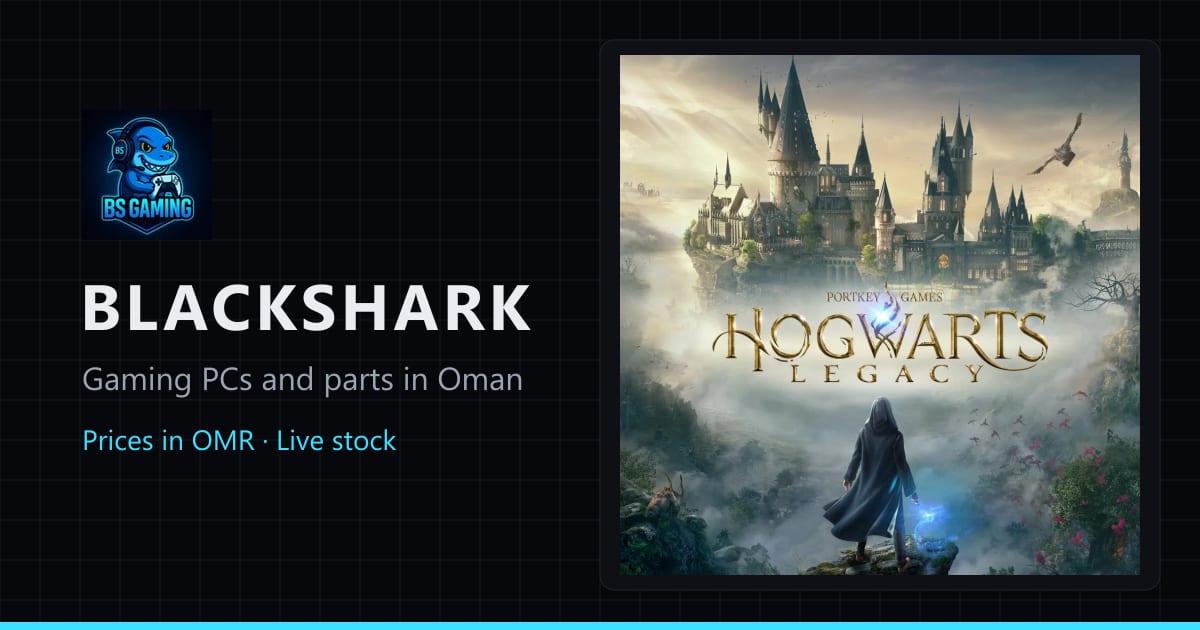 BS
BS GAMING
BLACKSHARK
Gaming PCs and parts in Oman
Prices in OMR · Live stock
PORTKEY GAMES
HOGWARTS
LEGACY